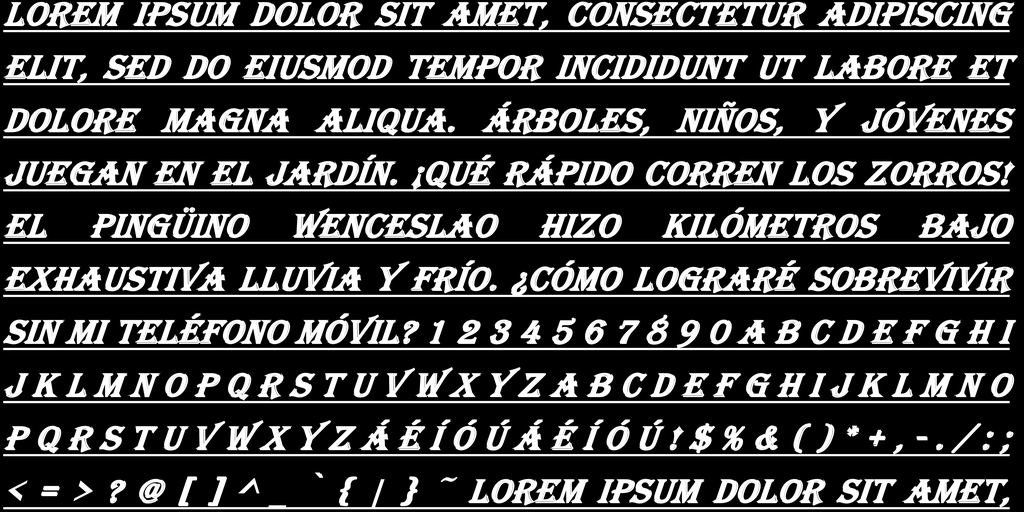 LOREM IPSUM DOLOR SIT AMET, CONSECTETUR ADIPISCING
ELIT, SED DO EIUSMOD TEMPOR INCIDIDUNT UT LABORE ET
DOLORE MAGNA ALIQUA. ÁRBOLES, NIÑOS, Y JÓVENES
JUEGAN EN EL JARDÍN. ¡QUÉ RÁPIDO CORREN LOS ZORROS!
EL PINGÜINO WENCESLAO HIZO KILÓMETROS BAJO
EXHAUSTIVA LLUVIA Y FRÍO. ¿CÓMO LOGRARÉ SOBREVIVIR
SIN MI TELÉFONO MÓVIL? 1 2 3 4 5 6 7 8 9 0 A B C D E F G H I
J K L M N O P Q R S T U V W X Y Z A B C D E F G H I J K L M N O
P Q R S T U V W X Y Z Á É Í Ó Ú Á É Í Ó Ú ! $ % & ( ) * + , - . / : ;
< = > ? @ [ ] ^ _ ` { | } ~ LOREM IPSUM DOLOR SIT AMET,